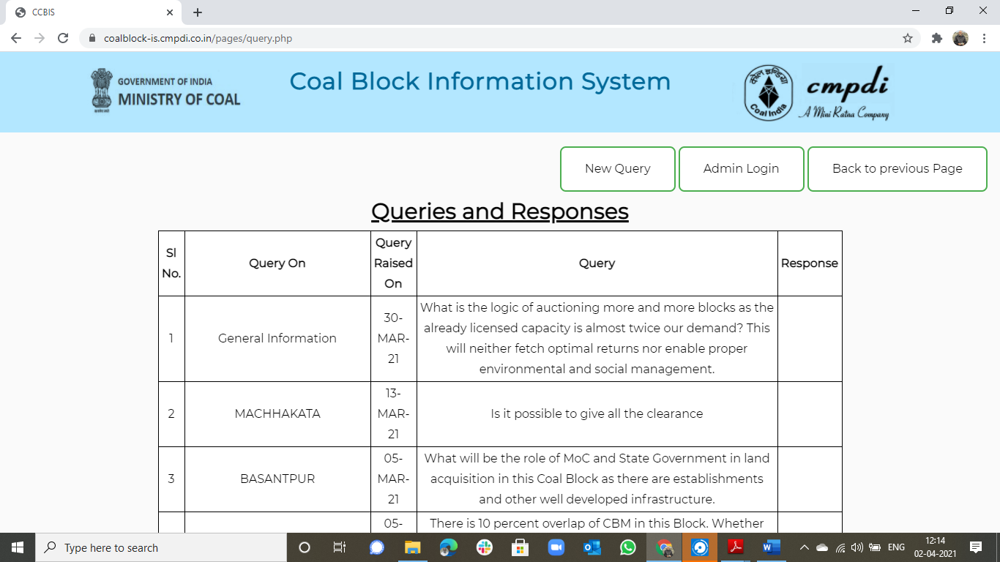 CCBIS
coalblock-is.cmpdi.co.in/pages/query.php
GOVERNMENT OF INDIA
MINISTRY OF COAL
Coal Block Information System
कोल इण्डिया
Coal India
cmpdi
A Mini Ratna Company
New Query
Admin Login
Back to previous Page
Queries and Responses
Sl
No.
Query On
Query
Raised
On
Query
Response
1
General Information
30-
MAR-
21
What is the logic of auctioning more and more blocks as the
already licensed capacity is almost twice our demand? This
will neither fetch optimal returns nor enable proper
environmental and social management.
2
MACHHAKATA
13-
MAR-
21
Is it possible to give all the clearance
3
BASANTPUR
05-
MAR-
21
What will be the role of MoC and State Government in land
acquisition in this Coal Block as there are establishments
and other well developed infrastructure.
05-
There is 10 percent overlap of CBM in this Block. Whether
Type here to search
ENG
12:14
02-04-2021